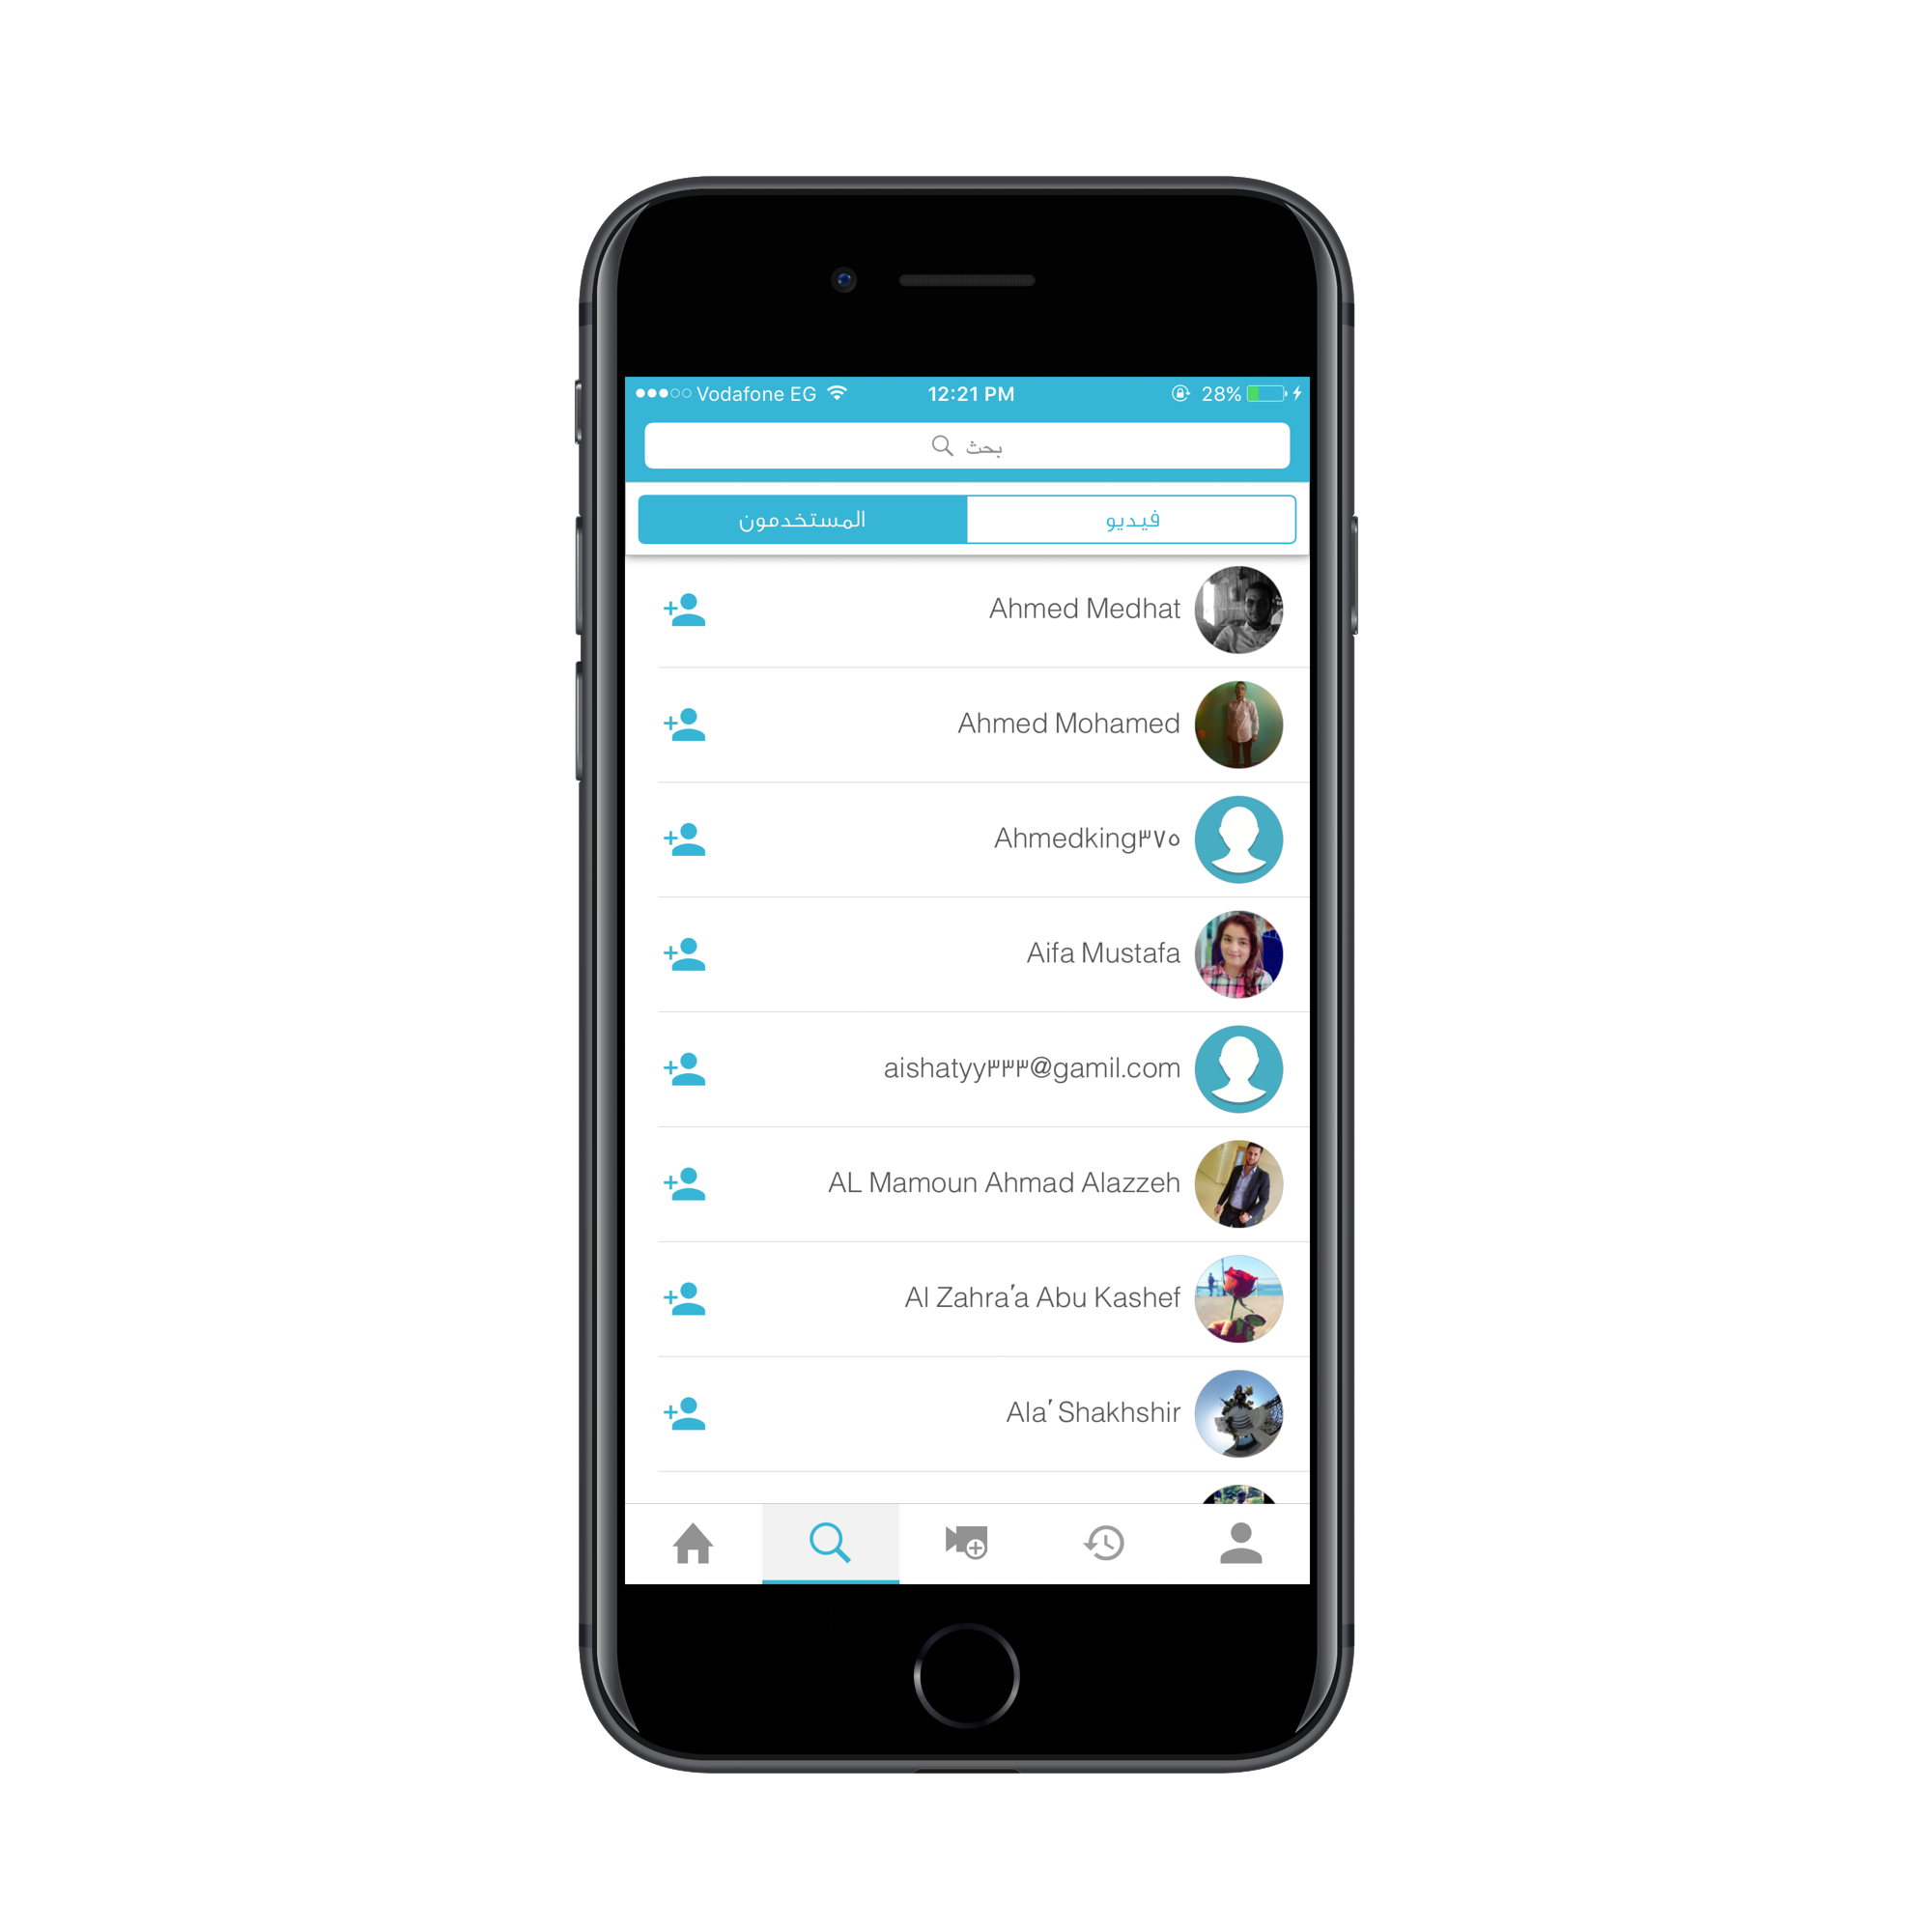 Vodafone EG 12:21 PM 28%
بحث
المستخدمون فيديو
Ahmed Medhat
Ahmed Mohamed
Ahmedking٣٧٥
Aifa Mustafa
aishatyy٣٣٣@gamil.com
AL Mamoun Ahmad Alazzeh
Al Zahra'a Abu Kashef
Ala' Shakhshir